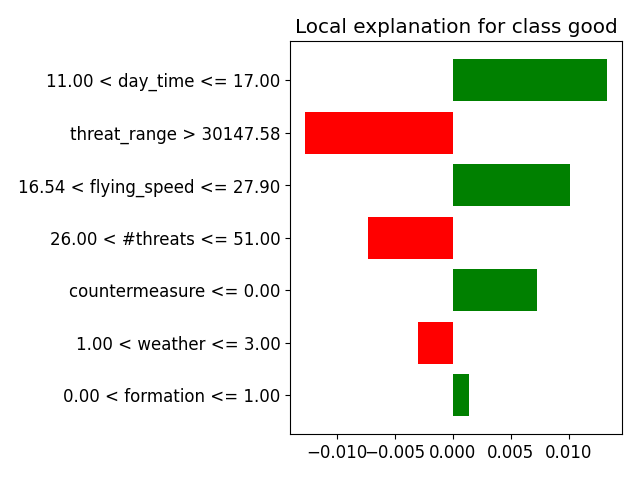 Local explanation for class good
11.00 < day_time <= 17.00
threat_range > 30147.58
16.54 < flying_speed <= 27.90
26.00 < #threats <= 51.00
countermeasure <= 0.00
1.00 < weather <= 3.00
0.00 < formation <= 1.00
−0.010 −0.005 0.000 0.005 0.010